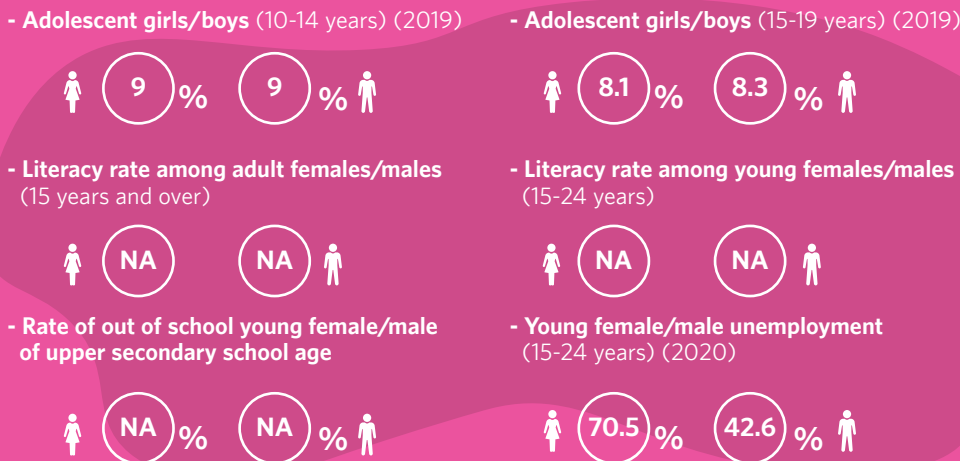 - Adolescent girls/boys (10-14 years) (2019)
9 % 9 %
- Adolescent girls/boys (15-19 years) (2019)
8.1 % 8.3 %
- Literacy rate among adult females/males
(15 years and over)
NA NA
- Literacy rate among young females/males
(15-24 years)
NA NA
- Rate of out of school young female/male
of upper secondary school age
NA % NA %
- Young female/male unemployment
(15-24 years) (2020)
70.5 % 42.6 %